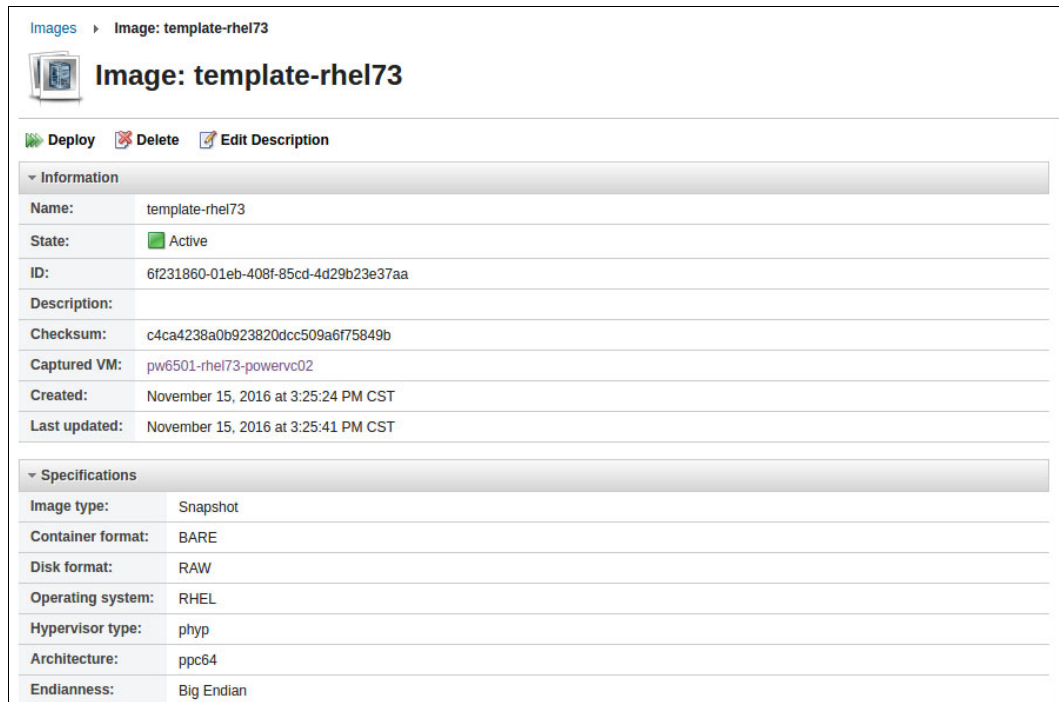 Images ▸ Image: template-rhel73
Image: template-rhel73
Deploy Delete Edit Description
Information
Name: template-rhel73
State: Active
ID: 6f231860-01eb-408f-85cd-4d29b23e37aa
Description:
Checksum: c4ca4238a0b923820dcc509a6f75849b
Captured VM: pw6501-rhel73-powervc02
Created: November 15, 2016 at 3:25:24 PM CST
Last updated: November 15, 2016 at 3:25:41 PM CST
Specifications
Image type: Snapshot
Container format: BARE
Disk format: RAW
Operating system: RHEL
Hypervisor type: phyp
Architecture: ppc64
Endianness: Big Endian